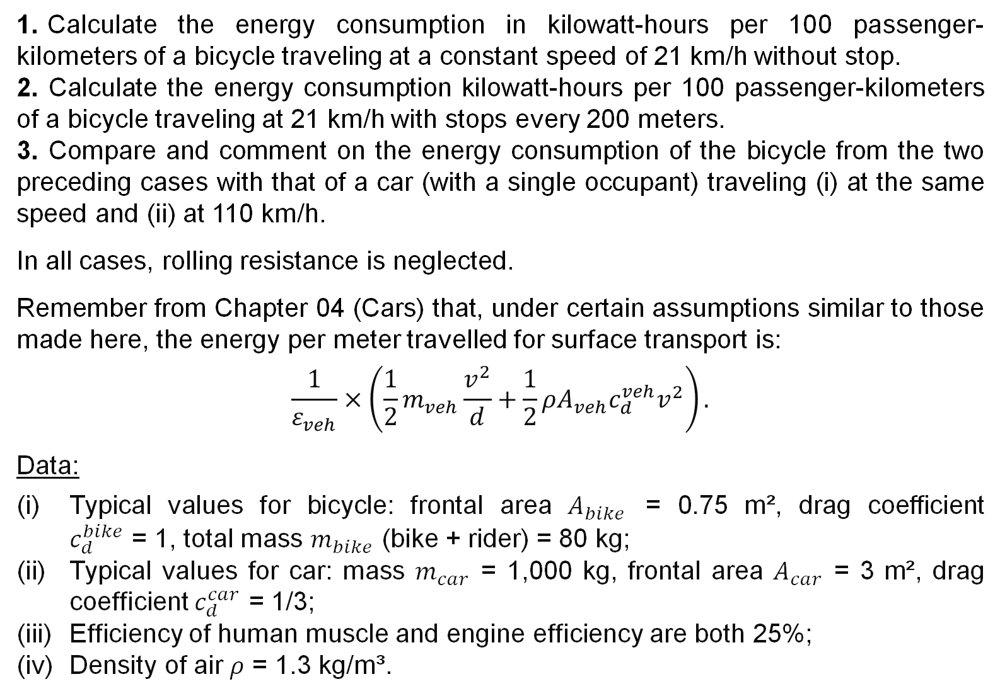 1. Calculate the energy consumption in kilowatt-hours per 100 passenger-
kilometers of a bicycle traveling at a constant speed of 21 km/h without stop.
2. Calculate the energy consumption kilowatt-hours per 100 passenger-kilometers
of a bicycle traveling at 21 km/h with stops every 200 meters.
3. Compare and comment on the energy consumption of the bicycle from the two
preceding cases with that of a car (with a single occupant) traveling (i) at the same
speed and (ii) at 110 km/h.
In all cases, rolling resistance is neglected.
Remember from Chapter 04 (Cars) that, under certain assumptions similar to those
made here, the energy per meter travelled for surface transport is:
$\frac{1}{\varepsilon_{veh}} \times \left( \frac{1}{2} m_{veh} \frac{v^2}{d} + \frac{1}{2} \rho A_{veh} c_d^{veh} v^2 \right).$
Data:
(i) Typical values for bicycle: frontal area $A_{bike}$ = 0.75 m², drag coefficient
$c_d^{bike}$ = 1, total mass $m_{bike}$ (bike + rider) = 80 kg;
(ii) Typical values for car: mass $m_{car}$ = 1,000 kg, frontal area $A_{car}$ = 3 m², drag
coefficient $c_d^{car}$ = 1/3;
(iii) Efficiency of human muscle and engine efficiency are both 25%;
(iv) Density of air $\rho$ = 1.3 kg/m³.